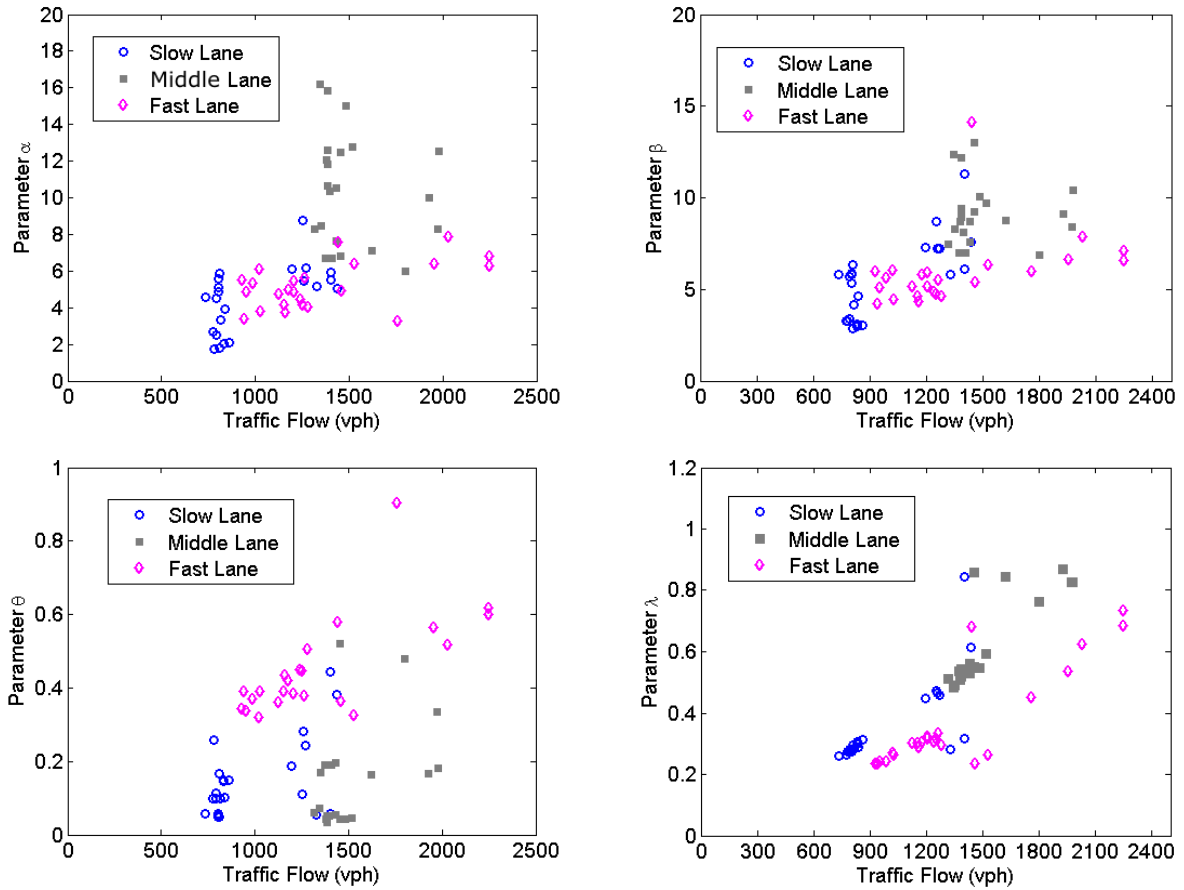 20
18
16
14
12
10
8
6
4
2
0
Parameter α
Slow Lane
Middle Lane
Fast Lane
0 500 1000 1500 2000 2500
Traffic Flow (vph)
20
15
10
5
0
Parameter β
Slow Lane
Middle Lane
Fast Lane
0 300 600 900 1200 1500 1800 2100 2400
Traffic Flow (vph)
1
0.8
0.6
0.4
0.2
0
Parameter θ
Slow Lane
Middle Lane
Fast Lane
0 500 1000 1500 2000 2500
Traffic Flow (vph)
1.2
1
0.8
0.6
0.4
0.2
0
Parameter λ
Slow Lane
Middle Lane
Fast Lane
0 300 600 900 1200 1500 1800 2100 2400
Traffic Flow (vph)